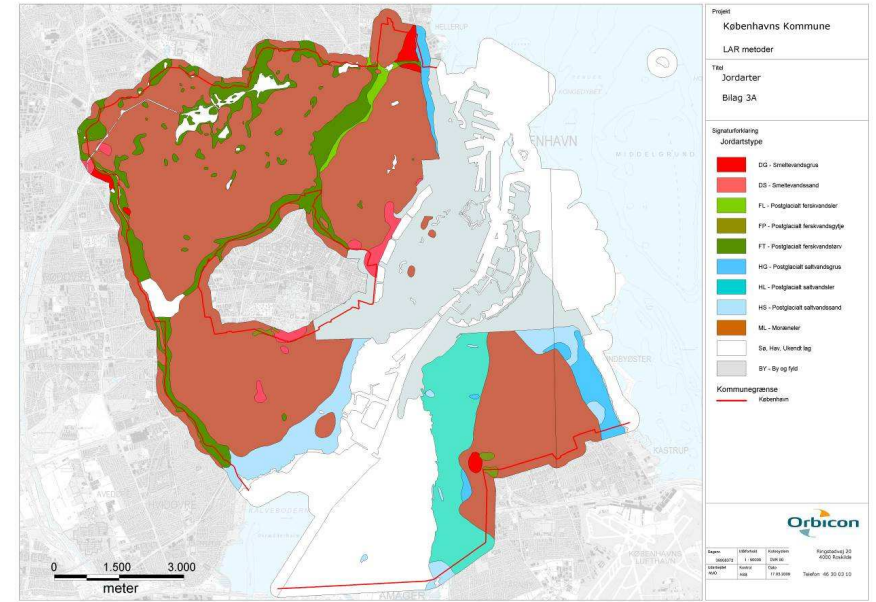 Projekt
Københavns Kommune
LAR metoder
Titel
Jordarter
Bilag 3A
Signaturforklaring
Jordartstype
DG - Smeltevandsgrus
DS - Smeltevandssand
FL - Postglacialt ferskvandsler
FP - Postglacialt ferskvandsgytje
FT - Postglacialt ferskvandstørv
HG - Postglacialt saltvandsgrus
HL - Postglacialt saltvandsler
HS - Postglacialt saltvandssand
ML - Moræneler
Sø, Hav, Ukendt lag
BY - By og fyld
Kommunegrænse
København
HELLERUP
MIDDELGRUND
KASTRUP
KØBENHAVNS
LUFTHAVN
AMAGER
0 1.500 3.000
meter
Orbicon
Ringstedvej 20
4000 Roskilde
Telefon: 46 30 03 10